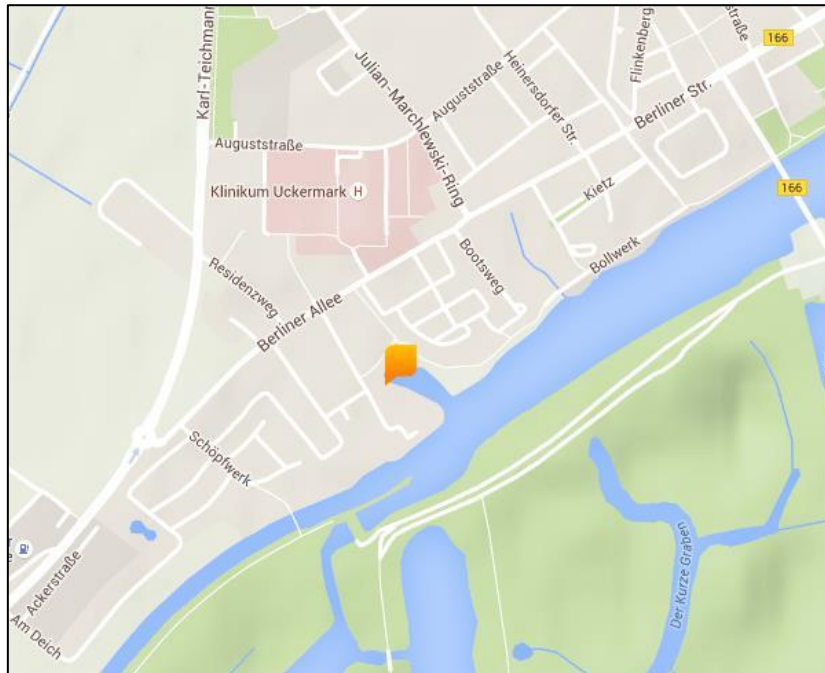 166
Karl-Teichmann
Julian-Marchlewski-Ring
Auguststraße
Heinersdorfer Str.
Flinkenberg
straße
Berliner Str.
Auguststraße
Klinikum Uckermark H
Kietz
166
Bootsweg
Bollwerk
Residenzweg
Berliner Allee
Schöpfwerk
Ackerstraße
Am Deich
Der Kurze Graben